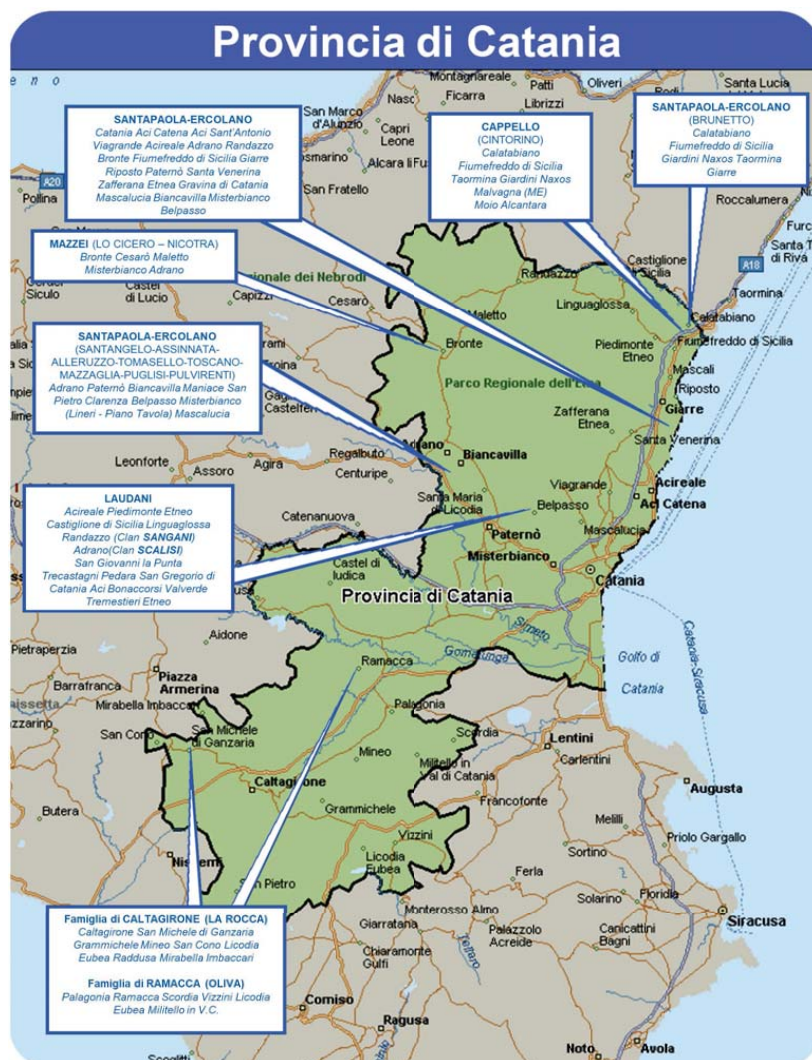 Provincia di Catania
SANTAPAOLA-ERCOLANO
Catania Aci Catena Aci Sant'Antonio
Viagrande Acireale Adrano Randazzo
Bronte Fiumefreddo di Sicilia Giarre
Riposto Paternò Santa Venerina
Zafferana Etnea Gravina di Catania
Mascalucia Biancavilla Misterbianco
Belpasso
CAPPELLO
(CINTORINO)
Calatabiano
Fiumefreddo di Sicilia
Taormina Giardini Naxos
Malvagna (ME)
Moio Alcantara
SANTAPAOLA-ERCOLANO
(BRUNETTO)
Calatabiano
Fiumefreddo di Sicilia
Giardini Naxos Taormina
Giarre
MAZZEI (LO CICERO – NICOTRA)
Bronte Cesarò Maletto
Misterbianco Adrano
SANTAPAOLA-ERCOLANO
(SANTANGELO-ASSINNATA-
ALLERUZZO-TOMASELLO-TOSCANO-
MAZZAGLIA-PUGLISI-PULVIRENTI)
Adrano Paternò Biancavilla Maniace San
Pietro Clarenza Belpasso Misterbianco
(Lineri - Piano Tavola) Mascalucia
LAUDANI
Acireale Piedimonte Etneo
Castiglione di Sicilia Linguaglossa
Randazzo (Clan SANGANI)
Adrano(Clan SCALISI)
San Giovanni la Punta
Trecastagni Pedara San Gregorio di
Catania Aci Bonaccorsi Valverde
Tremestieri Etneo
Famiglia di CALTAGIRONE (LA ROCCA)
Caltagirone San Michele di Ganzaria
Grammichele Mineo San Cono Licodia
Eubea Raddusa Mirabella Imbaccari
Famiglia di RAMACCA (OLIVA)
Palagonia Ramacca Scordia Vizzini Licodia
Eubea Militello in V.C.
Montagnareale
Patti
Oliveri
Santa Lucia
Ficarra
Librizzi
San Marco
d'Alunzio
Capri
Leone
Alcara li Fusi
San Fratello
A20
Pollina
Roccalumera
Furc
Santa T
di Riva
A18
Castiglione
di Sicilia
Taormina
Randazzo
Linguaglossa
Calatabiano
Maletto
Bronte
Piedimonte
Etneo
Fiumefreddo di Sicilia
Mascali
Riposto
Giarre
Parco Regionale dell'Etna
Zafferana
Etnea
Santa Venerina
Geraci
Siculo
Castel
di Lucio
Capizzi
Cesarò
Regalbuto
Adrano
Biancavilla
Leonforte
Assoro
Agira
Centuripe
Santa Maria
di Licodia
Viagrande
Acireale
Aci Catena
Belpasso
Mascalucia
Catenanuova
Paternò
Misterbianco
Castel di
Iudica
Catania
Provincia di Catania
Simeto
Gornalunga
Golfo di
Catania
Catania-Siracusa
Aidone
Pietraperzia
Piazza
Armerina
Ramacca
Barrafranca
Mirabella Imbaccari
Palagonia
San Cono
San Michele
di Ganzaria
Scordia
Lentini
Carlentini
Mineo
Militello in
Val di Catania
Augusta
Caltagirone
Grammichele
Francofonte
Butera
Melilli
Vizzini
Priolo Gargallo
Niscemi
Licodia
Eubea
Sortino
San Pietro
Ferla
Solarino
Floridia
Siracusa
Monterosso Almo
Giarratana
Palazzolo
Acreide
Canicattini
Bagni
Chiaramonte
Gulfi
Tellaro
Comiso
Ragusa
Noto
Avola
Scoglitti